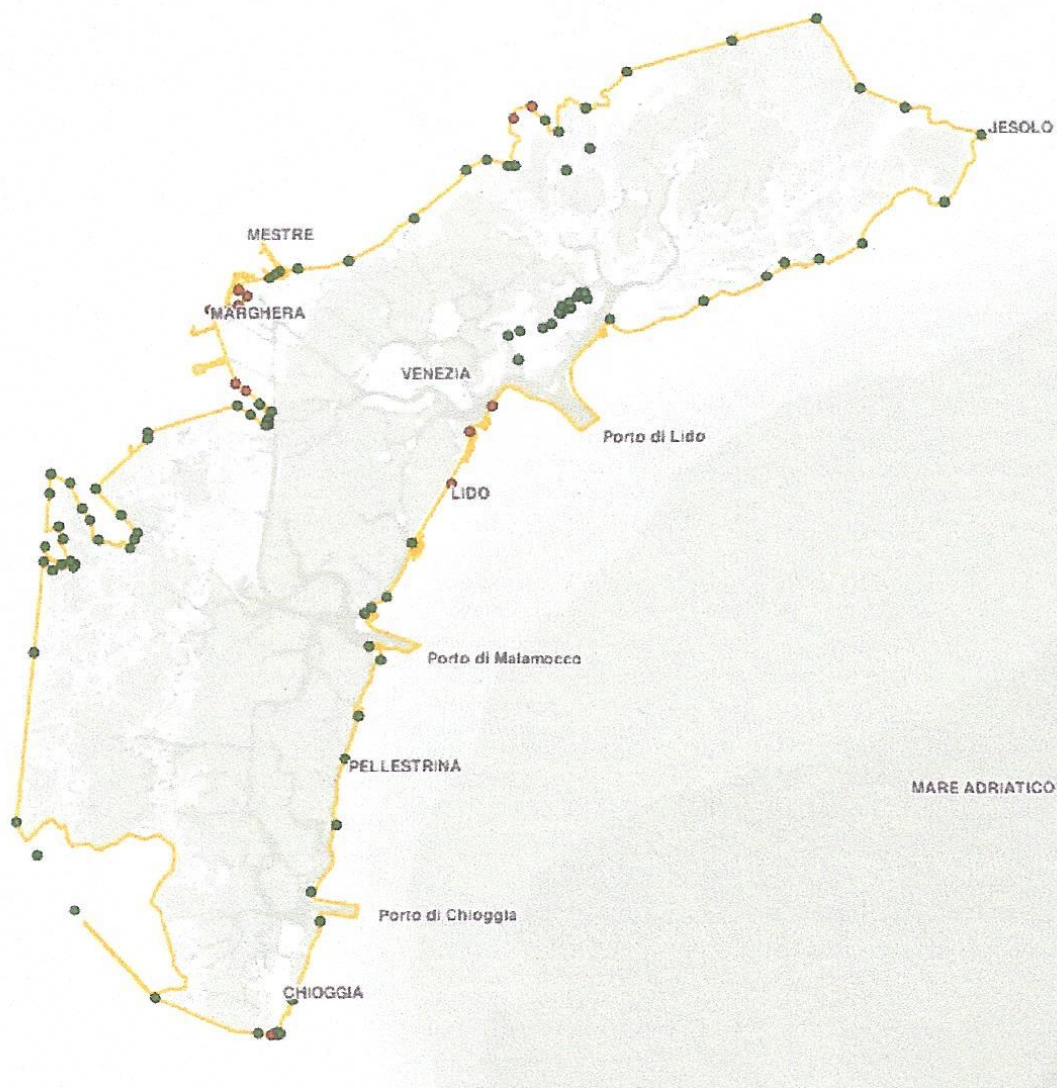 JESOLO
MESTRE
MARGHERA
VENEZIA
Porto di Lido
LIDO
Porto di Malamocco
PELLESTRINA
MARE ADRIATICO
Porto di Chioggia
CHIOGGIA